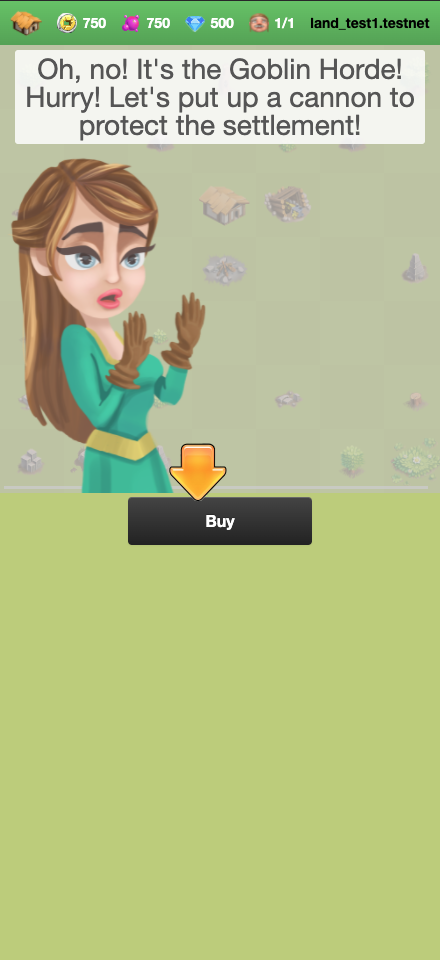 750 750 500 1/1 land_test1.testnet
Oh, no! It's the Goblin Horde!
Hurry! Let's put up a cannon to
protect the settlement!
Buy